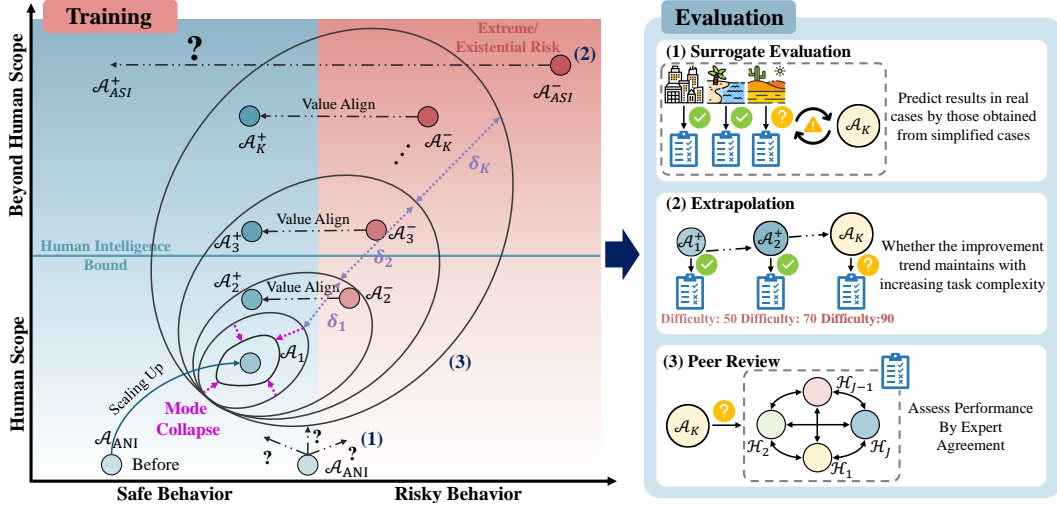 Training
Beyond Human Scope
Human Scope
Extreme/
Existential Risk
(2)
?
𝒜⁺_ASI
𝒜⁻_ASI
Value Align
𝒜⁺_K
𝒜⁻_K
δ_K
Value Align
𝒜⁺_3
𝒜⁻_3
Human Intelligence
Bound
δ_2
𝒜⁺_2
Value Align
𝒜⁻_2
δ_1
𝒜_1
(3)
Scaling Up
Mode
Collapse
(1)
?
?
?
𝒜_ANI
Before
𝒜_ANI
Safe Behavior
Risky Behavior
Evaluation
(1) Surrogate Evaluation
?
𝒜_K
Predict results in real
cases by those obtained
from simplified cases
(2) Extrapolation
𝒜⁺_1
𝒜⁺_2
𝒜_K
?
Whether the improvement
trend maintains with
increasing task complexity
Difficulty: 50
Difficulty: 70
Difficulty:90
(3) Peer Review
𝒜_K
?
ℋ_{J−1}
ℋ_2
ℋ_J
ℋ_1
Assess Performance
By Expert
Agreement